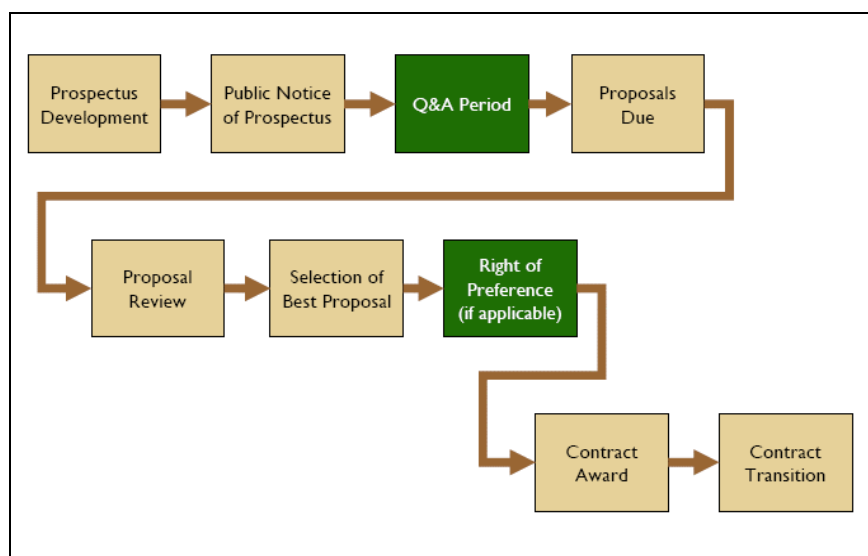 Prospectus
Development
Public Notice
of Prospectus
Q&A Period
Proposals
Due
Proposal
Review
Selection of
Best Proposal
Right of
Preference
(if applicable)
Contract
Award
Contract
Transition